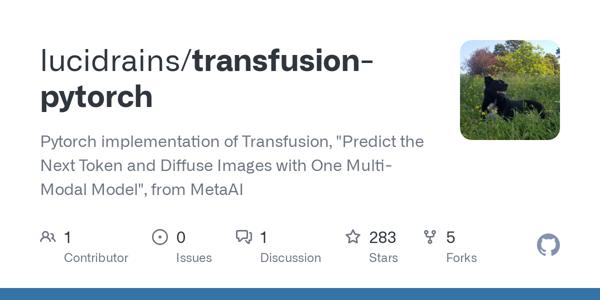 lucidrains/transfusion-
pytorch
Pytorch implementation of Transfusion, "Predict the
Next Token and Diffuse Images with One Multi-
Modal Model", from MetaAI
1 0 1 283 5
Contributor Issues Discussion Stars Forks